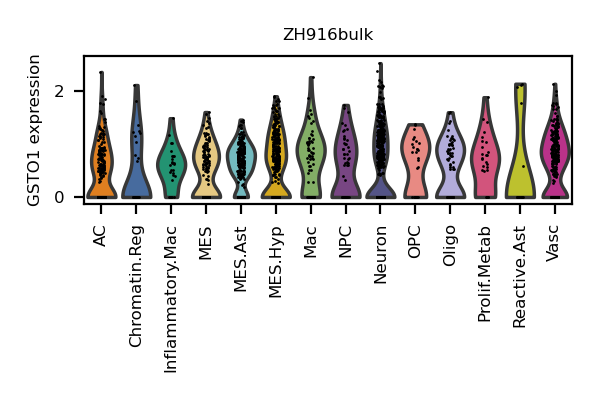 ZH916bulk
GSTO1 expression
2
0
AC
Chromatin.Reg
Inflammatory.Mac
MES
MES.Ast
MES.Hyp
Mac
NPC
Neuron
OPC
Oligo
Prolif.Metab
Reactive.Ast
Vasc